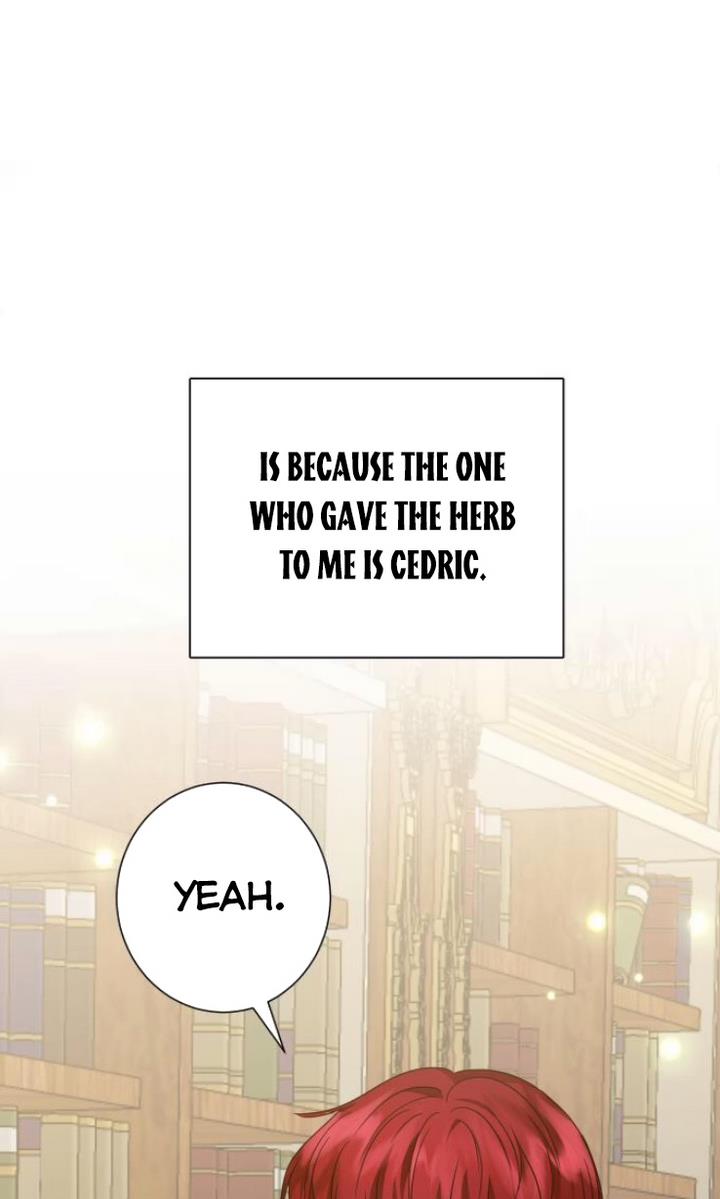 IS BECAUSE THE ONE
WHO GAVE THE HERB
TO ME IS CEDRIC.
YEAH.